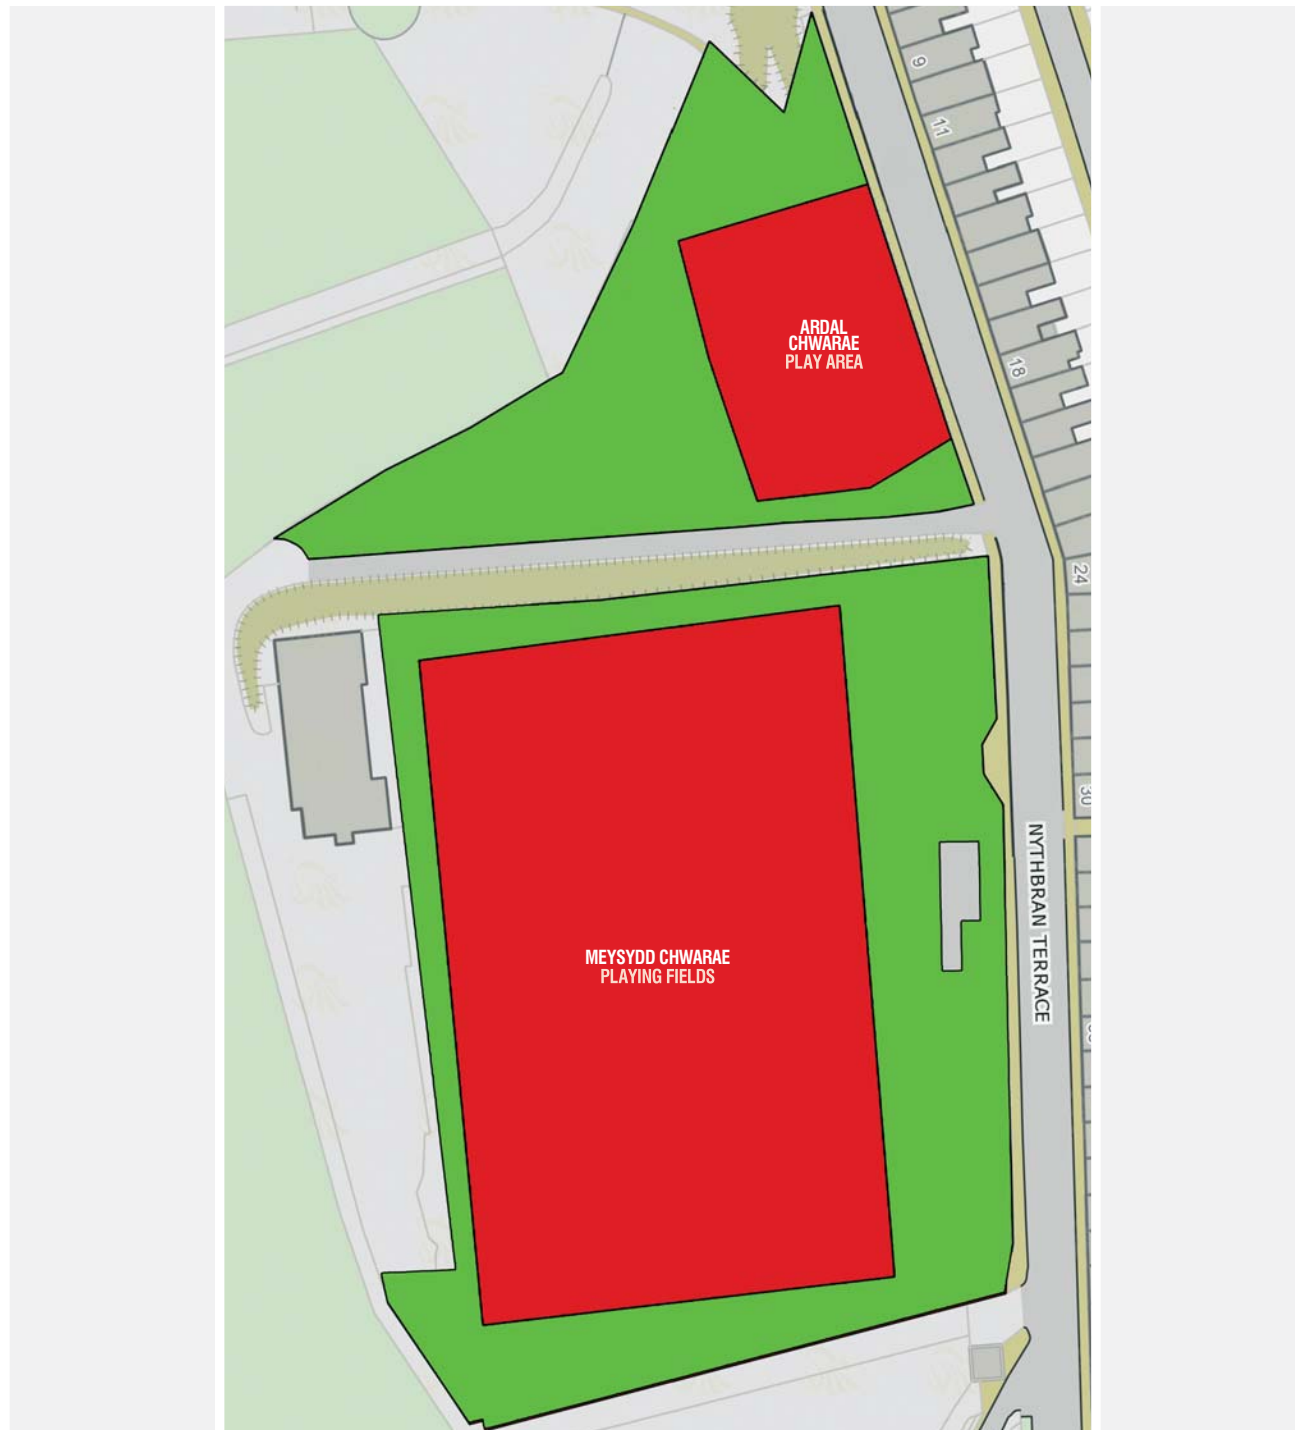 9
11
ARDAL
CHWARAE
PLAY AREA
18
24
30
NYTHBRAN TERRACE
MEYSYDD CHWARAE
PLAYING FIELDS